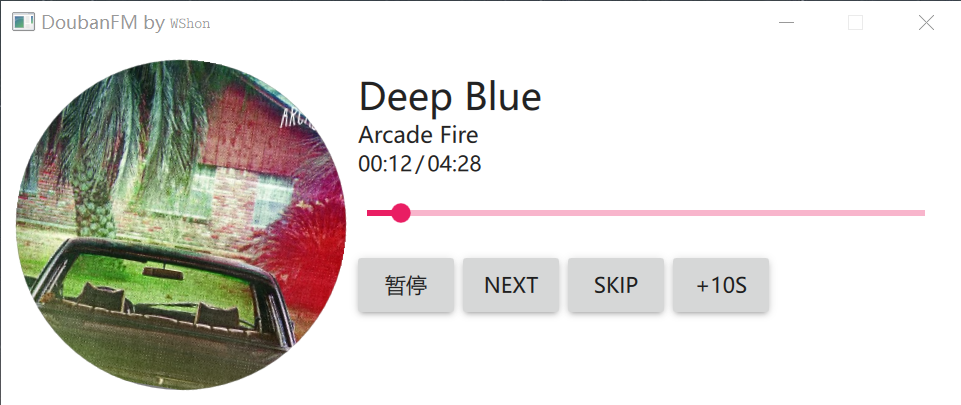 DoubanFM by WShon
Deep Blue
Arcade Fire
00:12/04:28
暂停 NEXT SKIP +10S